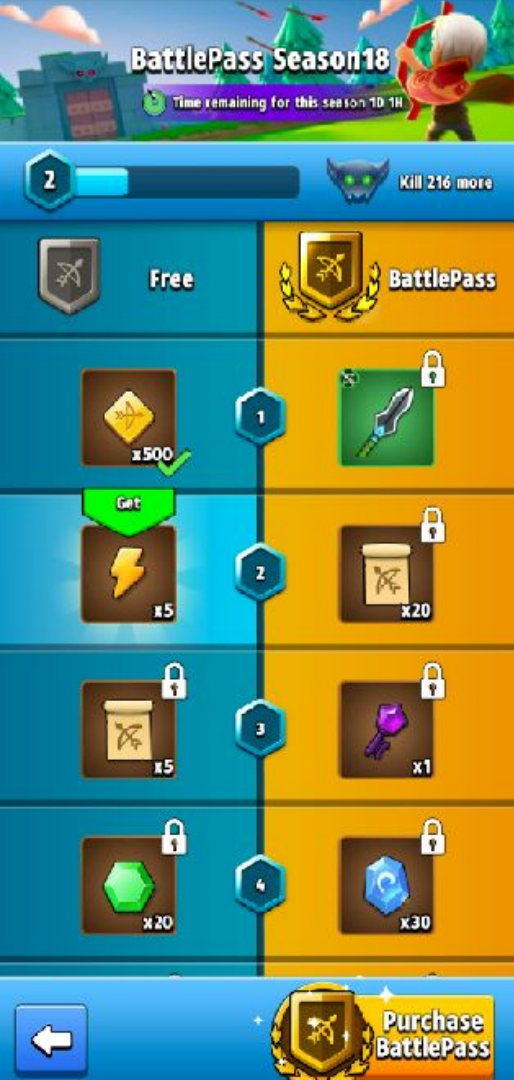 BattlePass Season18
Time remaining for this season 1D 1H
2
Kill 216 more
Free
BattlePass
x500
1
Get
x5
2
x20
x5
3
x1
x20
4
x30
Purchase
BattlePass